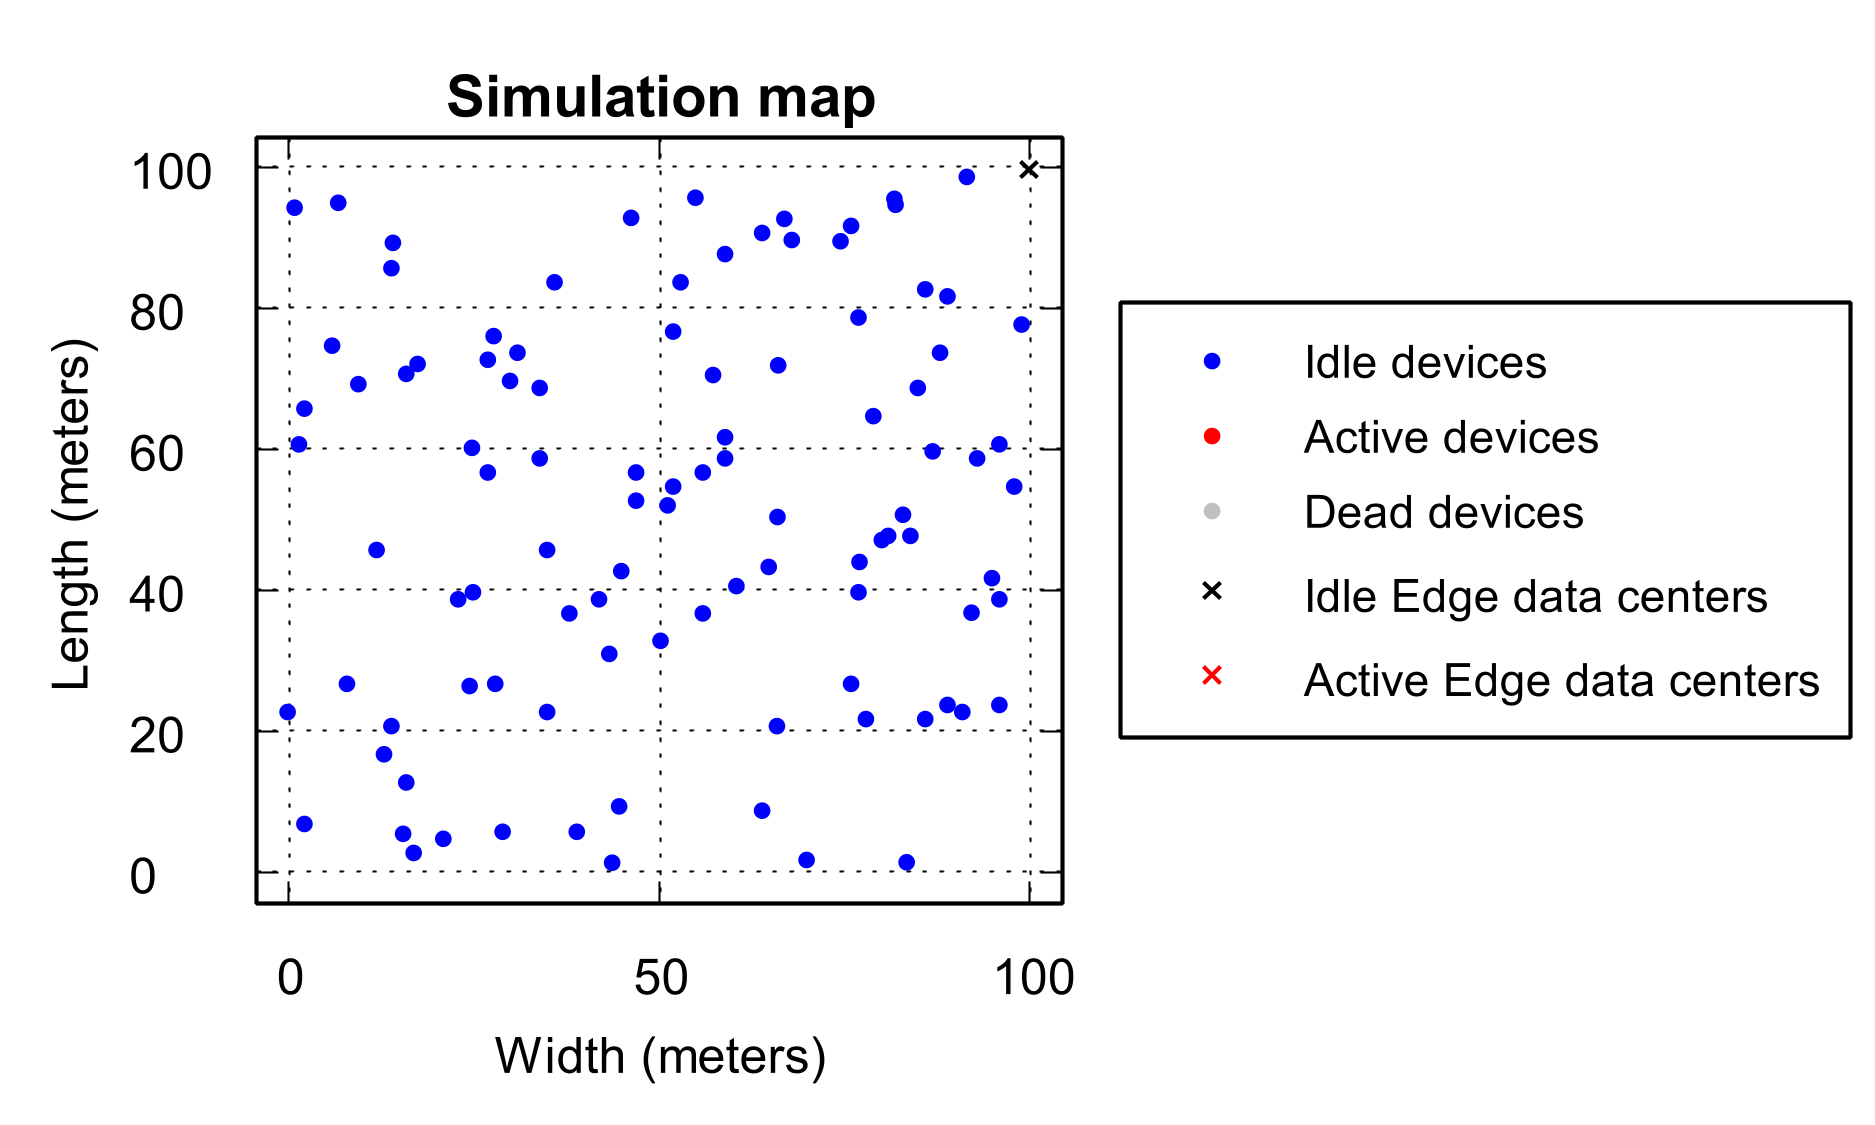 Simulation map
100
80
60
40
20
0
Length (meters)
0 50 100
Width (meters)
Idle devices
Active devices
Dead devices
Idle Edge data centers
Active Edge data centers